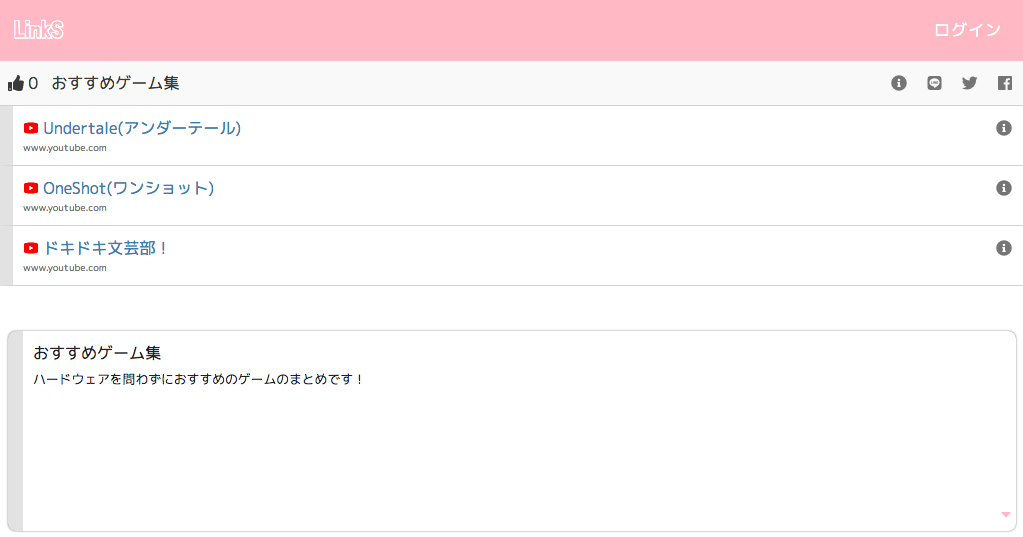 LinkS
ログイン
0 おすすめゲーム集
Undertale(アンダーテール)
www.youtube.com
OneShot(ワンショット)
www.youtube.com
ドキドキ文芸部！
www.youtube.com
おすすめゲーム集
ハードウェアを問わずにおすすめのゲームのまとめです！